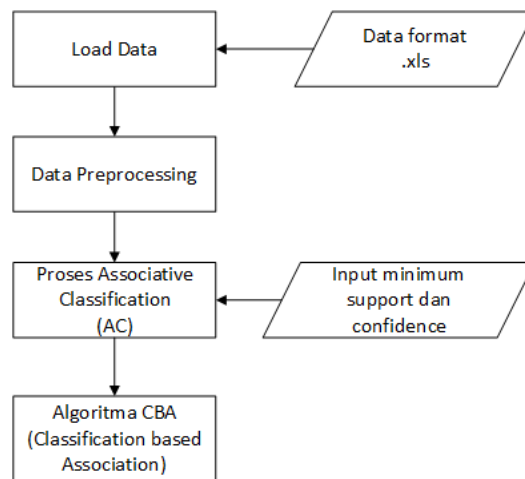 Load Data
Data format
.xls
Data Preprocessing
Proses Associative
Classification
(AC)
Input minimum
support dan
confidence
Algoritma CBA
(Classification based
Association)